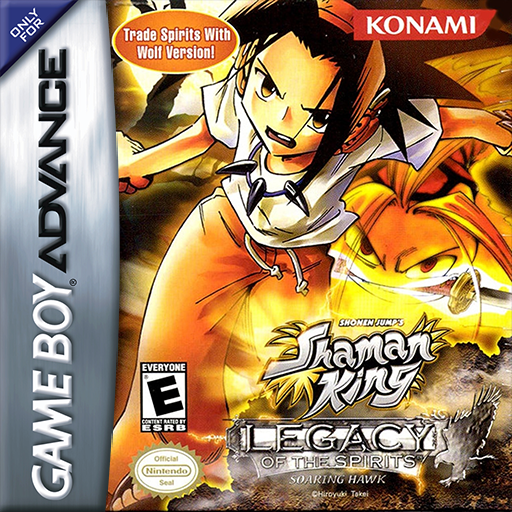 ONLY
FOR
GAME BOY ADVANCE
Trade Spirits With
Wolf Version!
KONAMI
SHONEN JUMP'S
Shaman
King
LEGACY
OF THE SPIRITS
SOARING HAWK
©Hiroyuki Takei
EVERYONE
E
CONTENT RATED BY
ESRB
Official
Nintendo
Seal